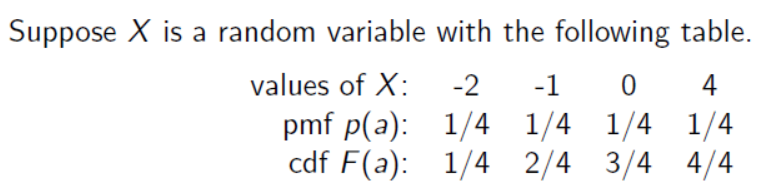 Suppose X is a random variable with the following table.
values of X: -2 -1 0 4
pmf p(a): 1/4 1/4 1/4 1/4
cdf F(a): 1/4 2/4 3/4 4/4